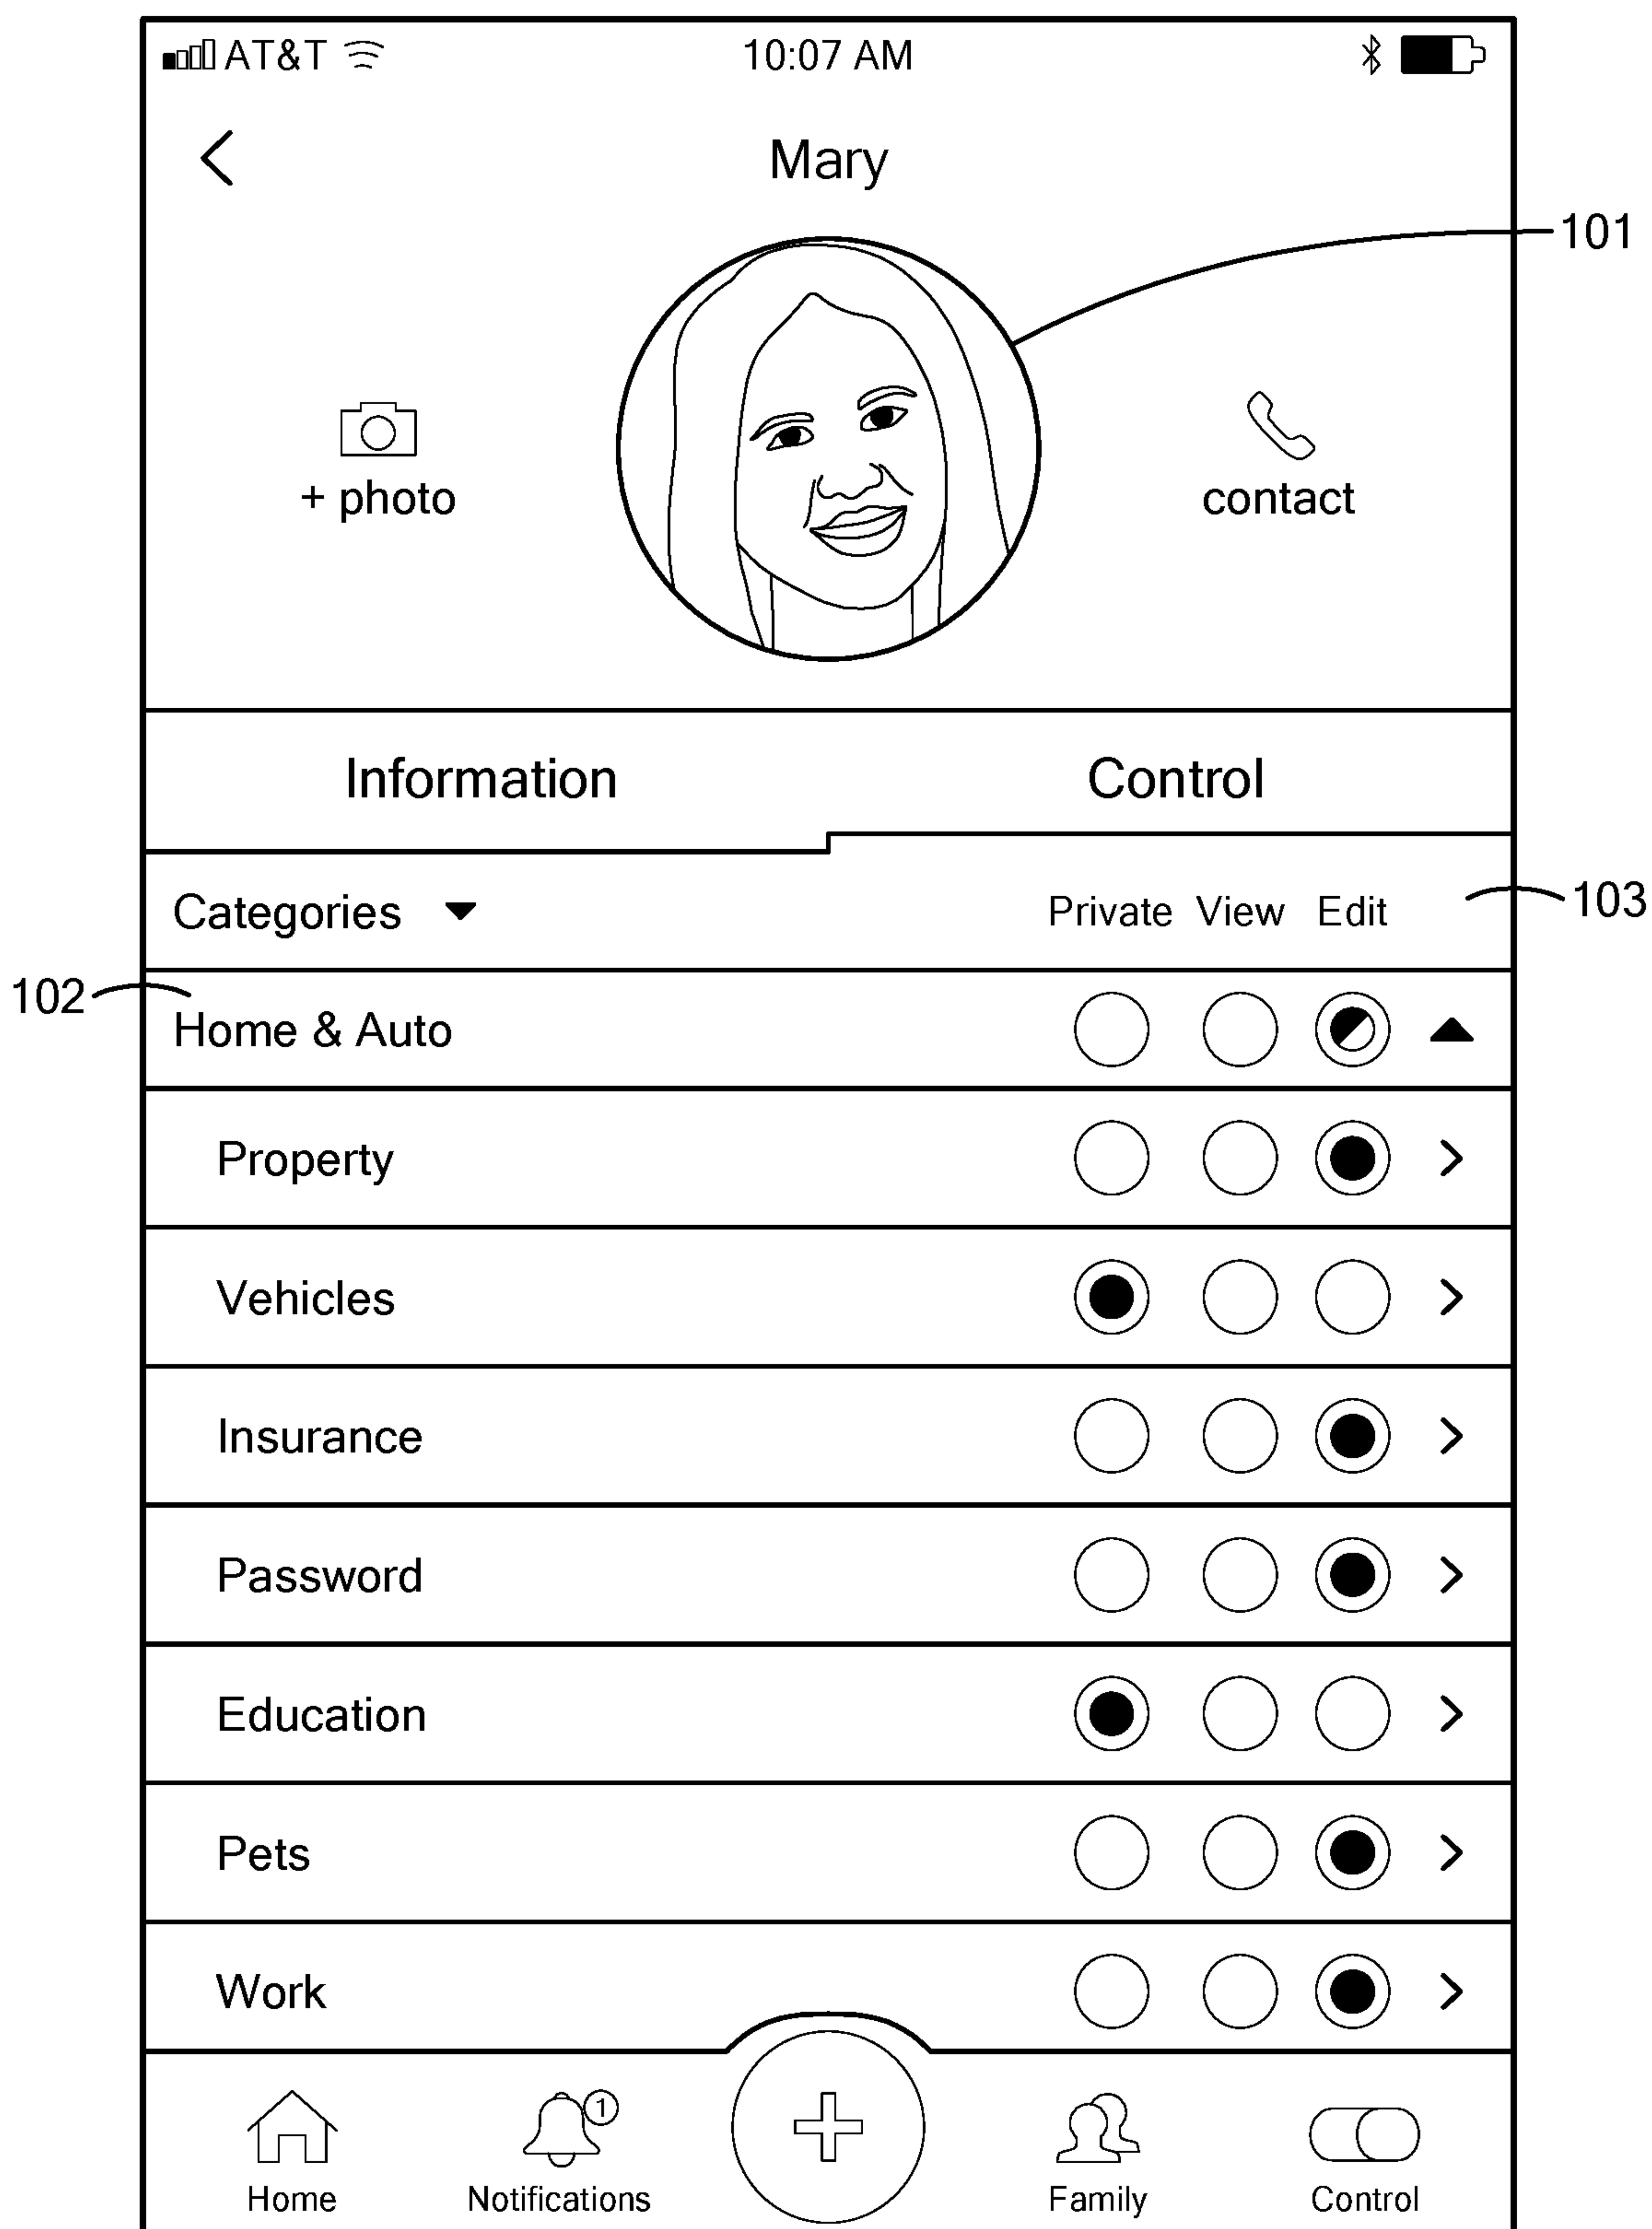 AT&T 10:07 AM
Mary
101
+ photo
contact
Information Control
Categories Private View Edit
103
102
Home & Auto
Property
Vehicles
Insurance
Password
Education
Pets
Work
1
Home Notifications Family Control